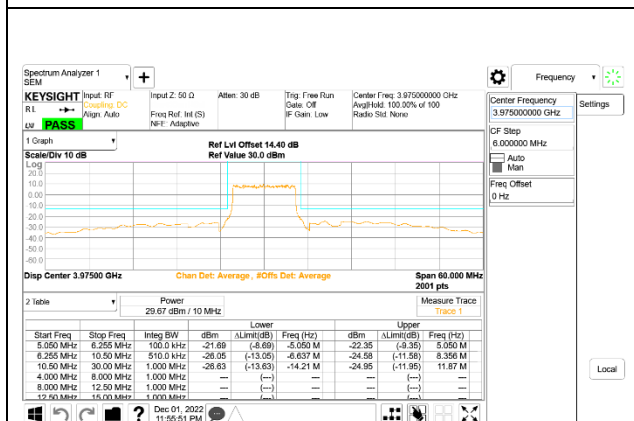 Spectrum Analyzer 1
SEM
Frequency
KEYSIGHT Input: RF Input Z: 50 Ω Atten: 30 dB Trig: Free Run Center Freq: 3.975000000 GHz
R L Coupling: DC Gate: Off Avg|Hold: 100.00% of 100
Align: Auto Freq Ref: Int (S) IF Gain: Low Radio Std: None
PASS NFE: Adaptive
Center Frequency
3.975000000 GHz
Settings
CF Step
6.000000 MHz
Auto
Man
Freq Offset
0 Hz
1 Graph
Ref Lvl Offset 14.40 dB
Scale/Div 10 dB Ref Value 30.0 dBm
Log
20.0
10.0
0.00
-10.0
-20.0
-30.0
-40.0
-50.0
-60.0
Disp Center 3.97500 GHz Chan Det: Average , #Offs Det: Average Span 60.000 MHz
2001 pts
2 Table
Power
29.67 dBm / 10 MHz
Measure Trace
Trace 1
Lower Upper
Start Freq Stop Freq Integ BW dBm ΔLimit(dB) Freq (Hz) dBm ΔLimit(dB) Freq (Hz)
5.050 MHz 6.255 MHz 100.0 kHz -21.69 (-8.69) -5.050 M -22.35 (-9.35) 5.050 M
6.255 MHz 10.50 MHz 510.0 kHz -26.05 (-13.05) -6.637 M -24.58 (-11.58) 8.356 M
10.50 MHz 30.00 MHz 1.000 MHz -26.63 (-13.63) -14.21 M -24.95 (-11.95) 11.87 M
4.000 MHz 8.000 MHz 1.000 MHz --- (---) --- --- (---) ---
8.000 MHz 12.50 MHz 1.000 MHz --- (---) --- --- (---) ---
12.50 MHz 15.00 MHz 1.000 MHz --- (---) --- --- (---) ---
Local
Dec 01, 2022
11:55:51 PM